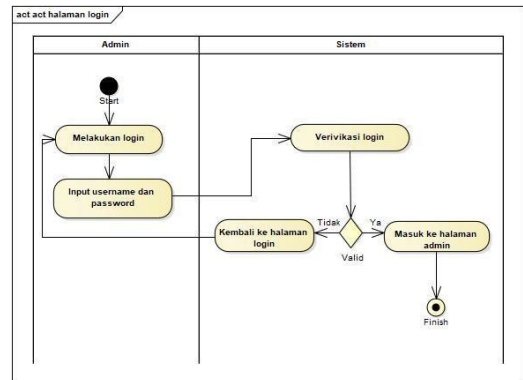 act act halaman login
Admin
Sistem
Start
Melakukan login
Verivikasi login
Input username dan
password
Kembali ke halaman
login
Tidak
Ya
Valid
Masuk ke halaman
admin
Finish